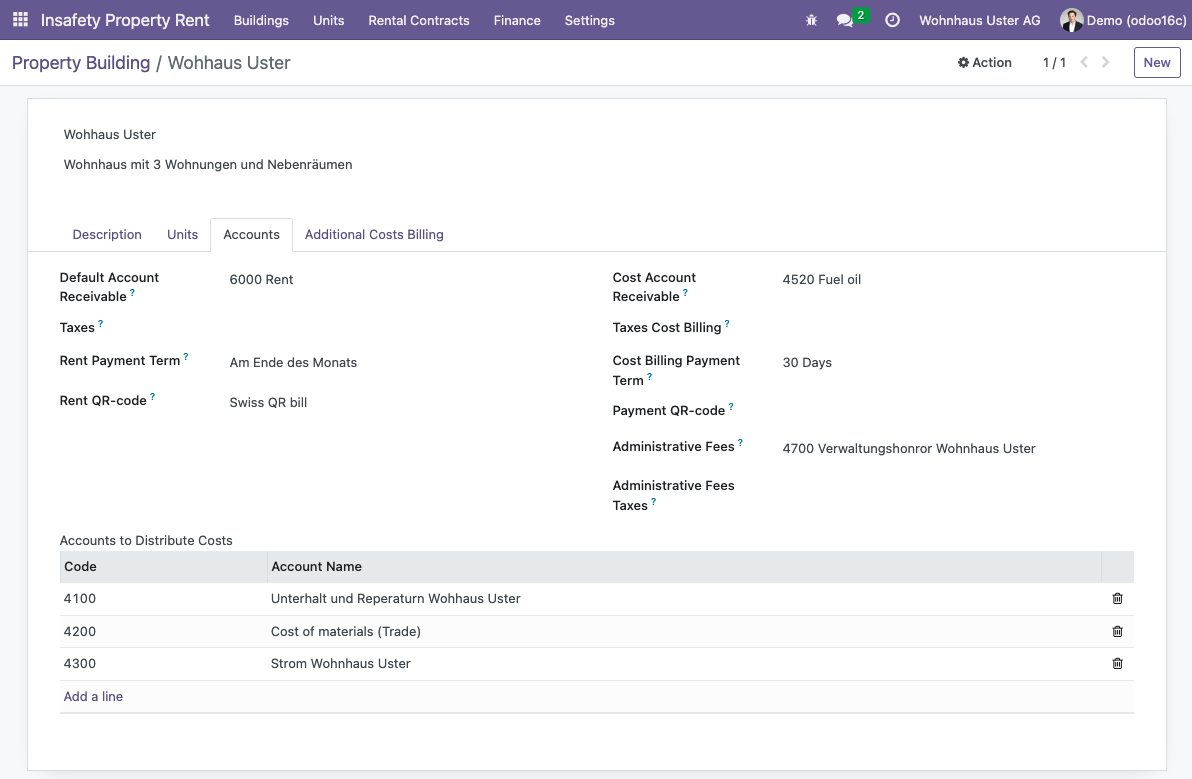 Insafety Property Rent Buildings Units Rental Contracts Finance Settings 2 Wohnhaus Uster AG Demo (odoo16c)
Property Building / Wohhaus Uster Action 1 / 1 New
Wohhaus Uster
Wohnhaus mit 3 Wohnungen und Nebenräumen
Description Units Accounts Additional Costs Billing
Default Account
Receivable ? 6000 Rent
Taxes ?
Rent Payment Term ? Am Ende des Monats
Rent QR-code ? Swiss QR bill
Cost Account
Receivable ? 4520 Fuel oil
Taxes Cost Billing ?
Cost Billing Payment
Term ? 30 Days
Payment QR-code ?
Administrative Fees ? 4700 Verwaltungshonror Wohnhaus Uster
Administrative Fees
Taxes ?
Accounts to Distribute Costs
Code Account Name
4100 Unterhalt und Reperaturn Wohhaus Uster
4200 Cost of materials (Trade)
4300 Strom Wohnhaus Uster
Add a line